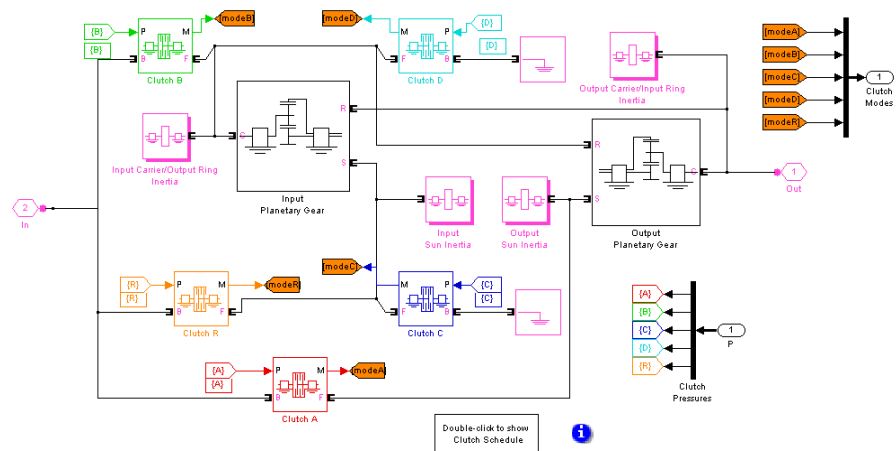 {B}
P
M
[modeB]
{B}
B
F
Clutch B
[modeD]
M
P
{D}
{D}
F
B
Clutch D
Output Carrier/Input Ring
Inertia
[modeA]
[modeB]
[modeC]
[modeD]
[modeR]
1
Clutch
Modes
Input Carrier/Output Ring
Inertia
C
R
S
Input
Planetary Gear
R
S
C
Output
Planetary Gear
1
Out
2
In
Input
Sun Inertia
Output
Sun Inertia
{R}
{R}
P
M
[modeR]
B
F
Clutch R
[modeC]
M
P
{C}
{C}
F
B
Clutch C
{A}
{B}
{C}
{D}
{R}
1
P
Clutch
Pressures
{A}
{A}
P
M
[modeA]
B
F
Clutch A
Double-click to show
Clutch Schedule
i